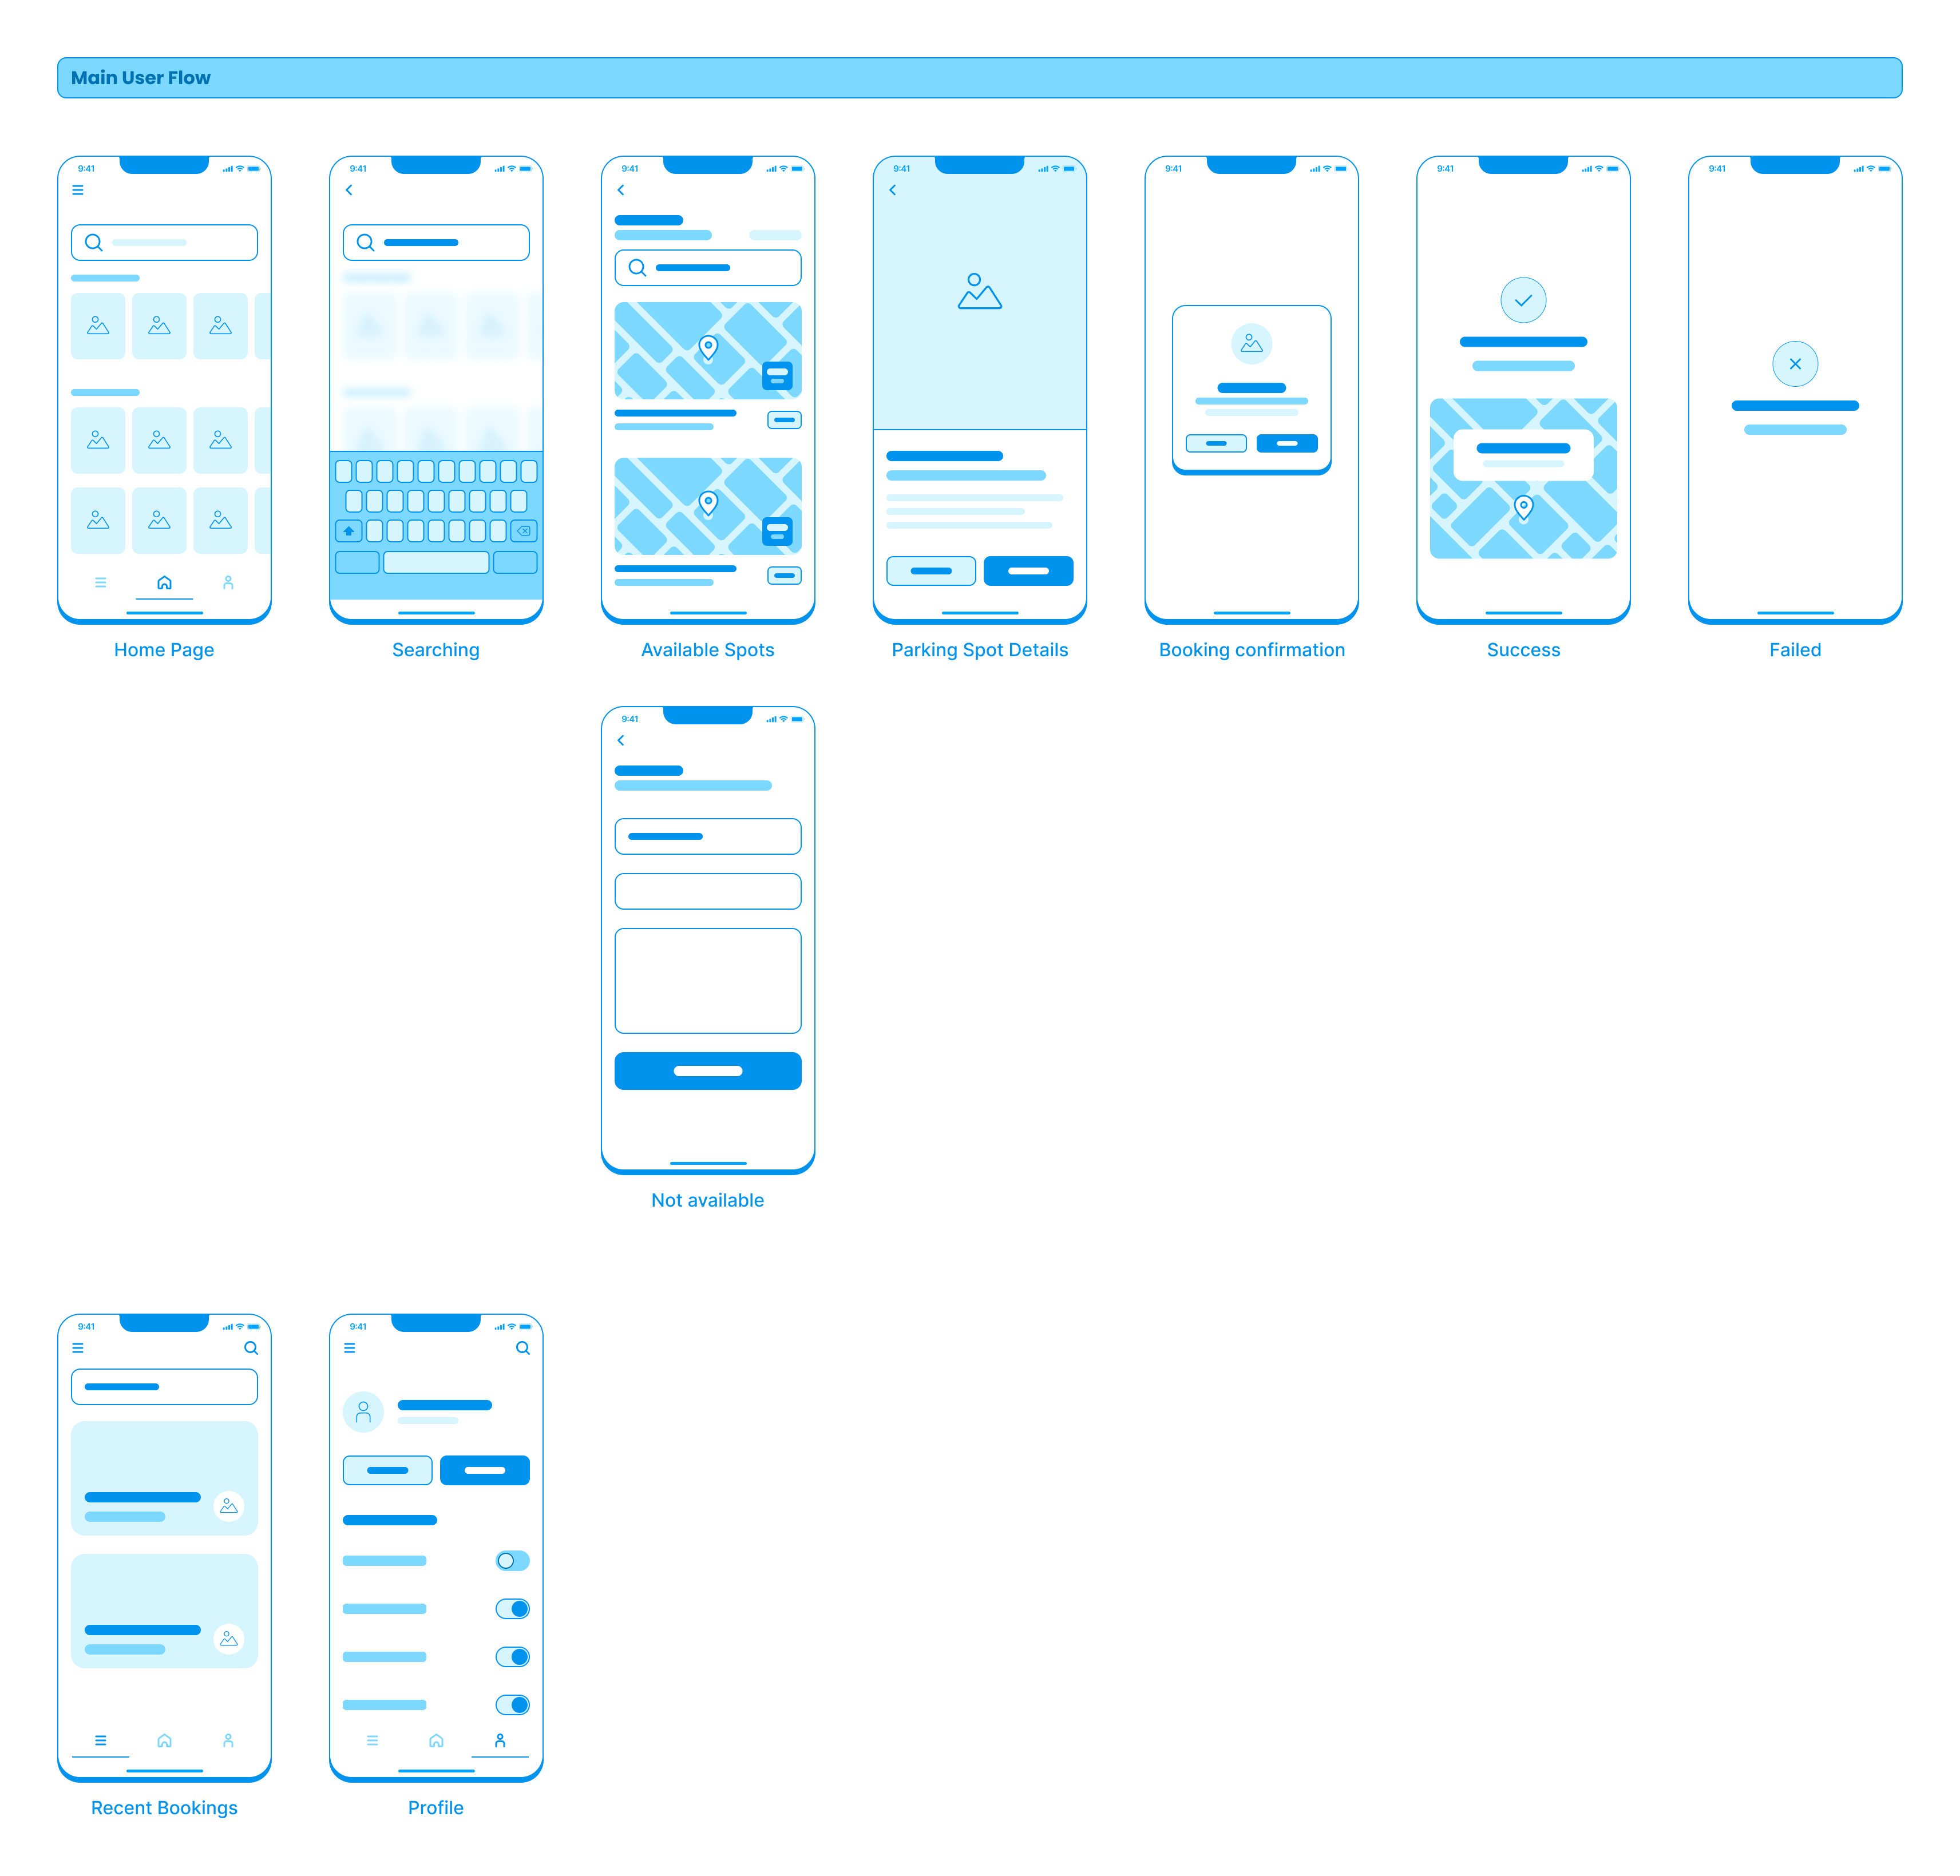 Main User Flow
9:41
9:41
9:41
9:41
9:41
9:41
9:41
Home Page
Searching
Available Spots
Parking Spot Details
Booking confirmation
Success
Failed
9:41
Not available
9:41
9:41
Recent Bookings
Profile